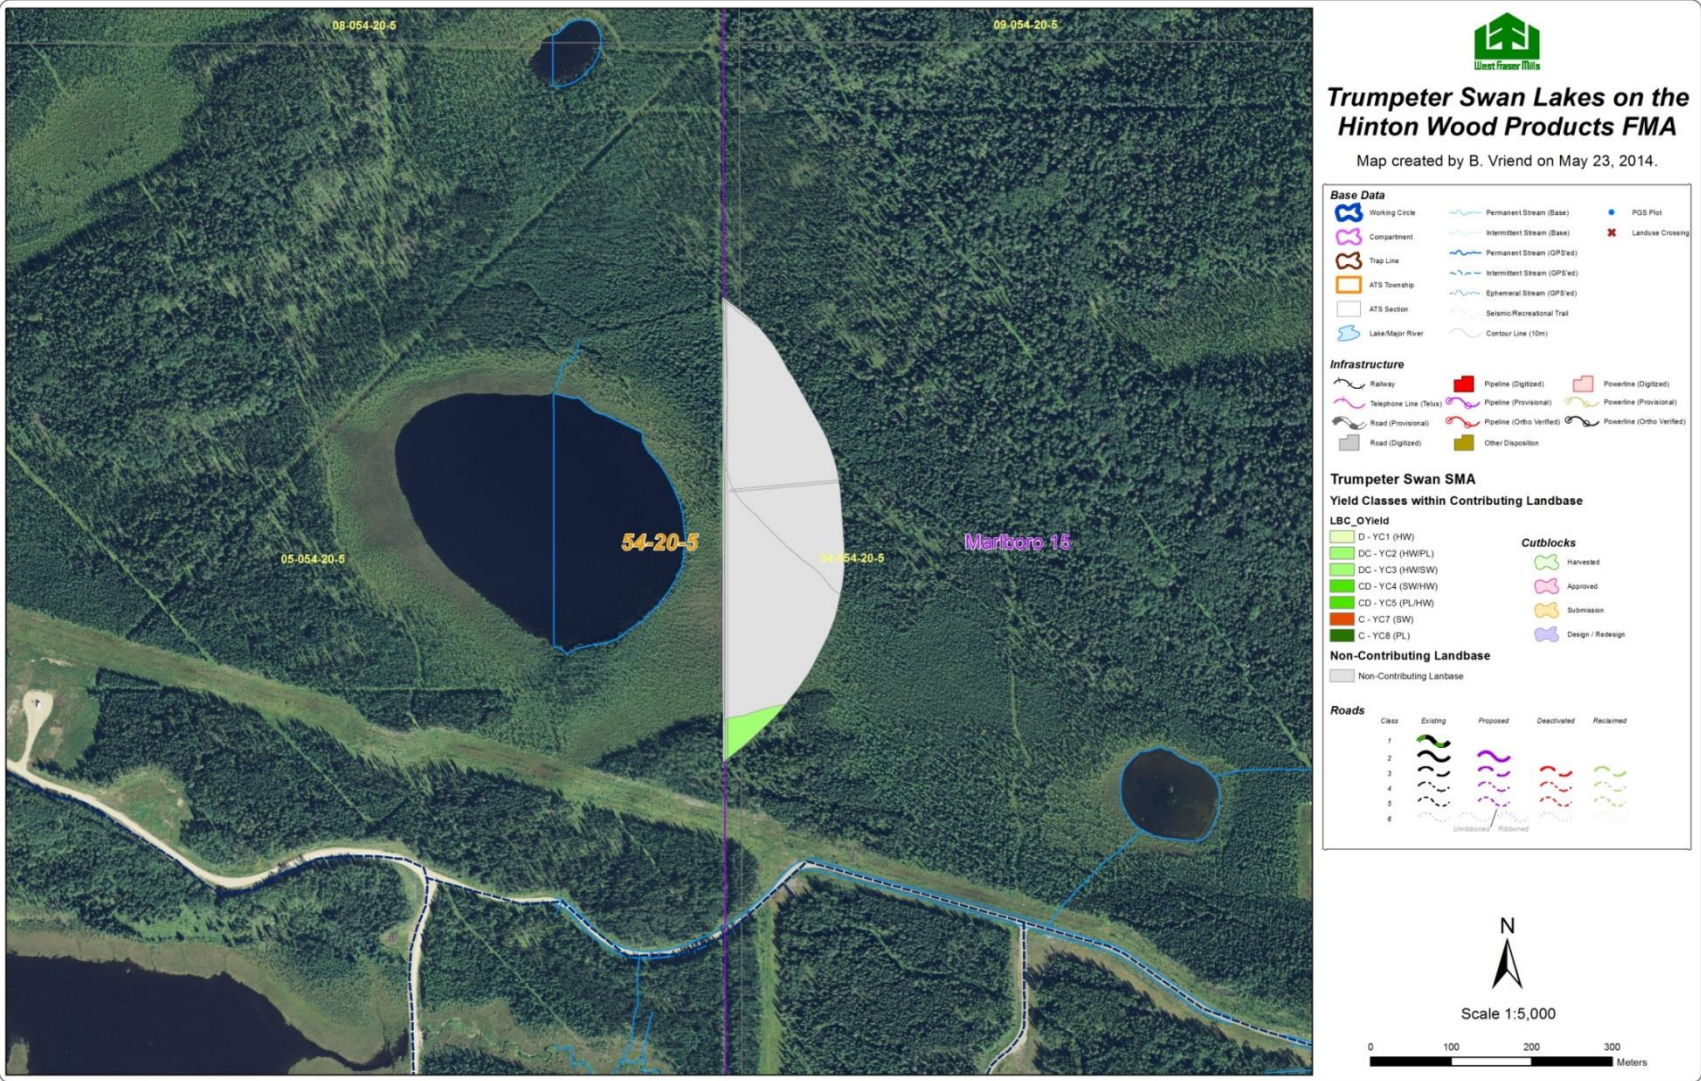 08-054-20-5
09-054-20-5
54-20-5
05-054-20-5
04-054-20-5
Marlboro 15
West Fraser Mills
Trumpeter Swan Lakes on the
Hinton Wood Products FMA
Map created by B. Vriend on May 23, 2014.
Base Data
Working Circle
Permanent Stream (Base)
PGS Plot
Compartment
Intermittent Stream (Base)
Landuse Crossing
Trap Line
Permanent Stream (GPS'ed)
ATS Township
Intermittent Stream (GPS'ed)
Ephemeral Stream (GPS'ed)
ATS Section
Seismic/Recreational Trail
Lake/Major River
Contour Line (10m)
Infrastructure
Railway
Pipeline (Digitized)
Powerline (Digitized)
Telephone Line (Telus)
Pipeline (Provisional)
Powerline (Provisional)
Road (Provisional)
Pipeline (Ortho Verified)
Powerline (Ortho Verified)
Road (Digitized)
Other Disposition
Trumpeter Swan SMA
Yield Classes within Contributing Landbase
LBC_OYield
D - YC1 (HW)
DC - YC2 (HW/PL)
DC - YC3 (HW/SW)
CD - YC4 (SW/HW)
CD - YC5 (PL/HW)
C - YC7 (SW)
C - YC8 (PL)
Cutblocks
Harvested
Approved
Submission
Design / Redesign
Non-Contributing Landbase
Non-Contributing Lanbase
Roads
Class Existing Proposed Deactivated Reclaimed
1
2
3
4
5
6
Unribboned Ribboned
N
Scale 1:5,000
0 100 200 300
Meters